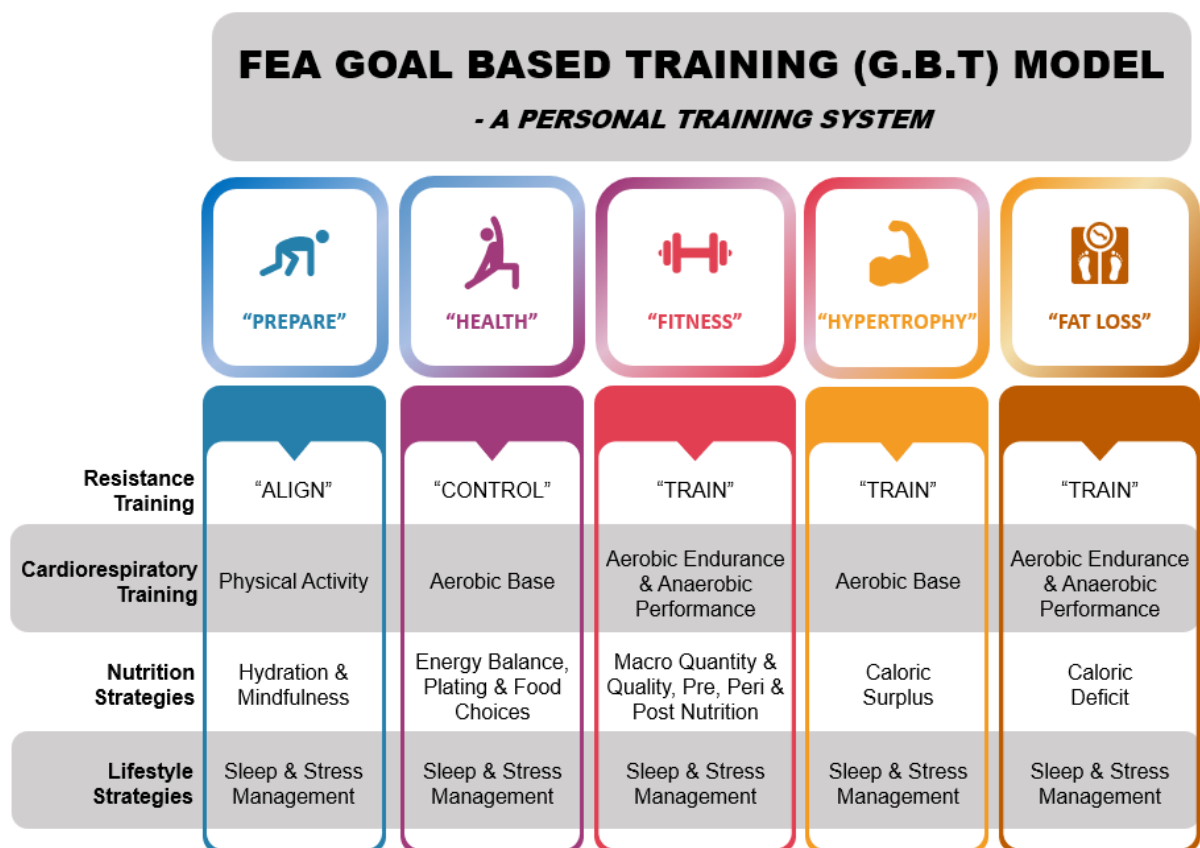 FEA GOAL BASED TRAINING (G.B.T) MODEL
- A PERSONAL TRAINING SYSTEM
“PREPARE”
“HEALTH”
“FITNESS”
“HYPERTROPHY”
“FAT LOSS”
Resistance
Training
“ALIGN”
“CONTROL”
“TRAIN”
“TRAIN”
“TRAIN”
Cardiorespiratory
Training
Physical Activity
Aerobic Base
Aerobic Endurance
& Anaerobic
Performance
Aerobic Base
Aerobic Endurance
& Anaerobic
Performance
Nutrition
Strategies
Hydration &
Mindfulness
Energy Balance,
Plating & Food
Choices
Macro Quantity &
Quality, Pre, Peri &
Post Nutrition
Caloric
Surplus
Caloric
Deficit
Lifestyle
Strategies
Sleep & Stress
Management
Sleep & Stress
Management
Sleep & Stress
Management
Sleep & Stress
Management
Sleep & Stress
Management